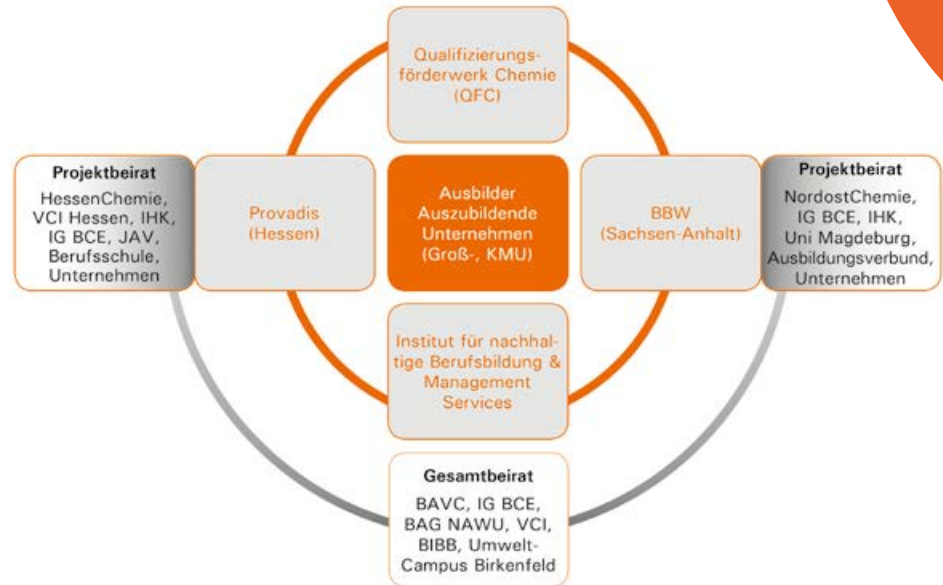 Qualifizierungs-
förderwerk Chemie
(QFC)
Projektbeirat
HessenChemie,
VCI Hessen, IHK,
IG BCE, JAV,
Berufsschule,
Unternehmen
Provadis
(Hessen)
Ausbilder
Auszubildende
Unternehmen
(Groß-, KMU)
BBW
(Sachsen-Anhalt)
Projektbeirat
NordostChemie,
IG BCE, IHK,
Uni Magdeburg,
Ausbildungsverbund,
Unternehmen
Institut für nachhal-
tige Berufsbildung &
Management
Services
Gesamtbeirat
BAVC, IG BCE,
BAG NAWU, VCI,
BIBB, Umwelt-
Campus Birkenfeld